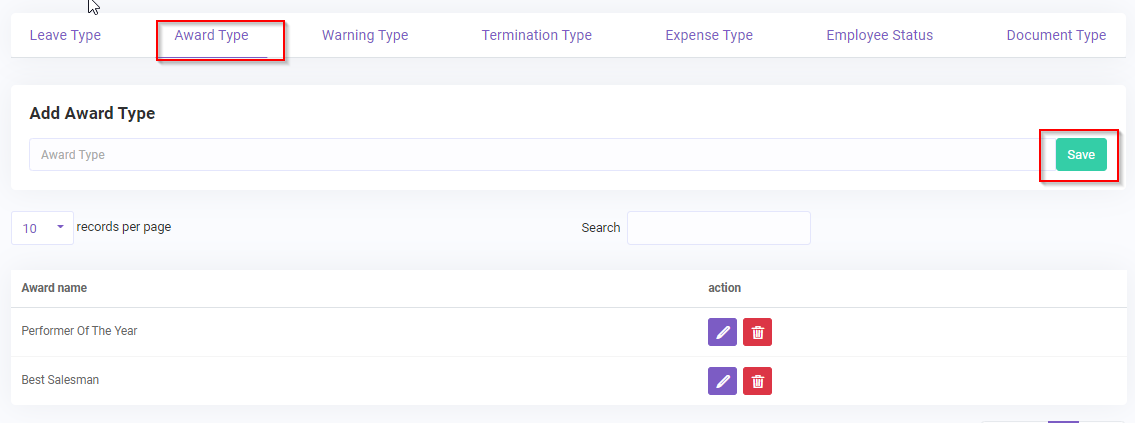 Leave Type Award Type Warning Type Termination Type Expense Type Employee Status Document Type
Add Award Type
Award Type Save
10 records per page Search
Award name action
Performer Of The Year
Best Salesman